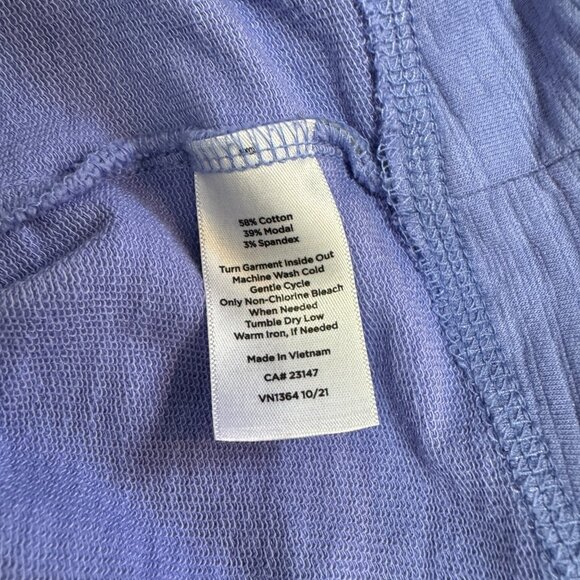 58% Cotton
39% Modal
3% Spandex
Turn Garment Inside Out
Machine Wash Cold
Gentle Cycle
Only Non-Chlorine Bleach
When Needed
Tumble Dry Low
Warm Iron, If Needed
Made in Vietnam
CA# 23147
VN1364 10/21